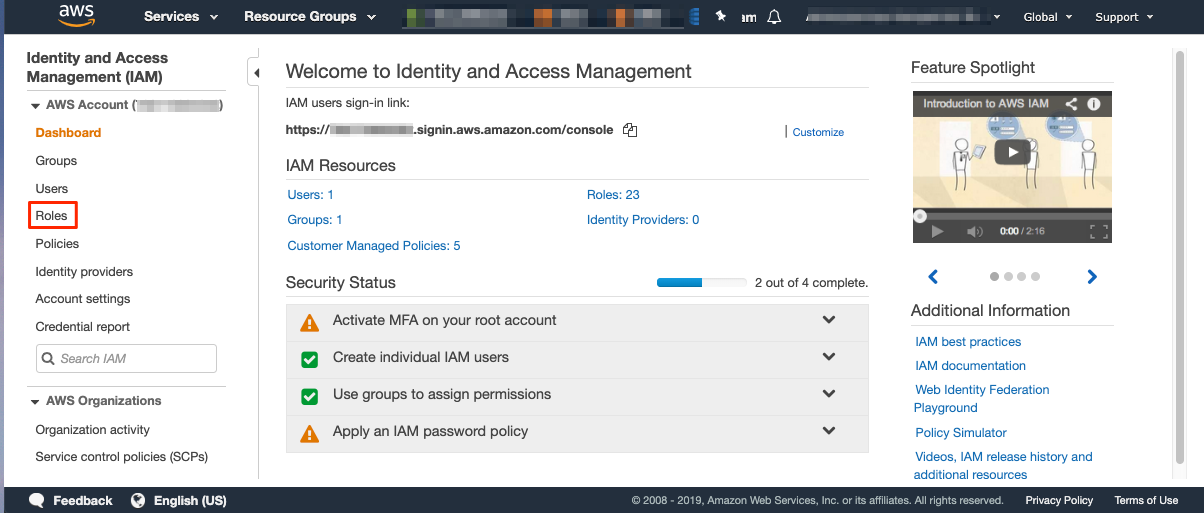 aws
Services
Resource Groups
am
Global
Support
Identity and Access
Management (IAM)
AWS Account (
)
Dashboard
Groups
Users
Roles
Policies
Identity providers
Account settings
Credential report
Search IAM
AWS Organizations
Organization activity
Service control policies (SCPs)
Welcome to Identity and Access Management
IAM users sign-in link:
https:// .signin.aws.amazon.com/console
| Customize
IAM Resources
Users: 1
Roles: 23
Groups: 1
Identity Providers: 0
Customer Managed Policies: 5
Security Status
2 out of 4 complete.
Activate MFA on your root account
Create individual IAM users
Use groups to assign permissions
Apply an IAM password policy
Feature Spotlight
Introduction to AWS IAM
0:00 / 2:16
Additional Information
IAM best practices
IAM documentation
Web Identity Federation
Playground
Policy Simulator
Videos, IAM release history and
additional resources
Feedback
English (US)
© 2008 - 2019, Amazon Web Services, Inc. or its affiliates. All rights reserved.
Privacy Policy
Terms of Use